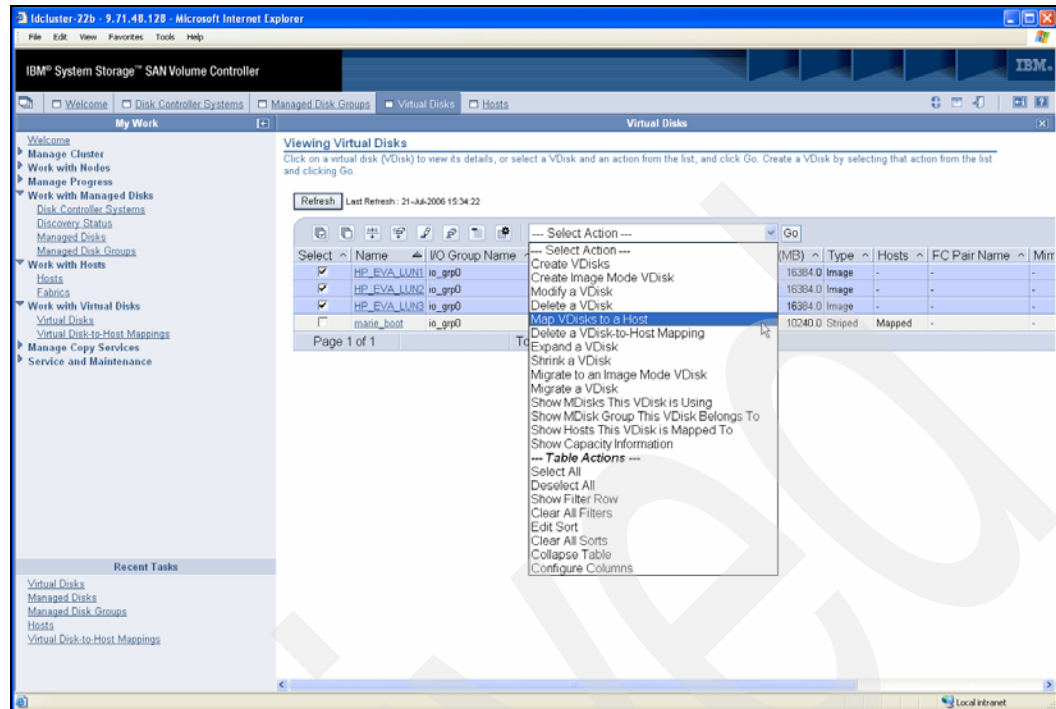 ldcluster-22b - 9.71.48.128 - Microsoft Internet Explorer
File Edit View Favorites Tools Help
IBM® System Storage™ SAN Volume Controller
IBM.
Welcome Disk Controller Systems Managed Disk Groups Virtual Disks Hosts
My Work
Virtual Disks
Welcome
Manage Cluster
Work with Nodes
Manage Progress
Work with Managed Disks
Disk Controller Systems
Discovery Status
Managed Disks
Managed Disk Groups
Work with Hosts
Hosts
Fabrics
Work with Virtual Disks
Virtual Disks
Virtual Disk-to-Host Mappings
Manage Copy Services
Service and Maintenance
Recent Tasks
Virtual Disks
Managed Disks
Managed Disk Groups
Hosts
Virtual Disk-to-Host Mappings
Viewing Virtual Disks
Click on a virtual disk (VDisk) to view its details, or select a VDisk and an action from the list, and click Go. Create a VDisk by selecting that action from the list
and clicking Go.
Refresh Last Refresh : 21-Jul-2006 15:34:22
--- Select Action --- Go
Select Name I/O Group Name (MB) Type Hosts FC Pair Name Mirr
HP_EVA_LUN1 io_grp0 16384.0 Image - - -
HP_EVA_LUN2 io_grp0 16384.0 Image - - -
HP_EVA_LUN3 io_grp0 16384.0 Image - - -
marie_boot io_grp0 10240.0 Striped Mapped - -
Page 1 of 1 To
--- Select Action ---
Create VDisks
Create Image Mode VDisk
Modify a VDisk
Delete a VDisk
Map VDisks to a Host
Delete a VDisk-to-Host Mapping
Expand a VDisk
Shrink a VDisk
Migrate to an Image Mode VDisk
Migrate a VDisk
Show MDisks This VDisk is Using
Show MDisk Group This VDisk Belongs To
Show Hosts This VDisk is Mapped To
Show Capacity Information
--- Table Actions ---
Select All
Deselect All
Show Filter Row
Clear All Filters
Edit Sort
Clear All Sorts
Collapse Table
Configure Columns
Local intranet